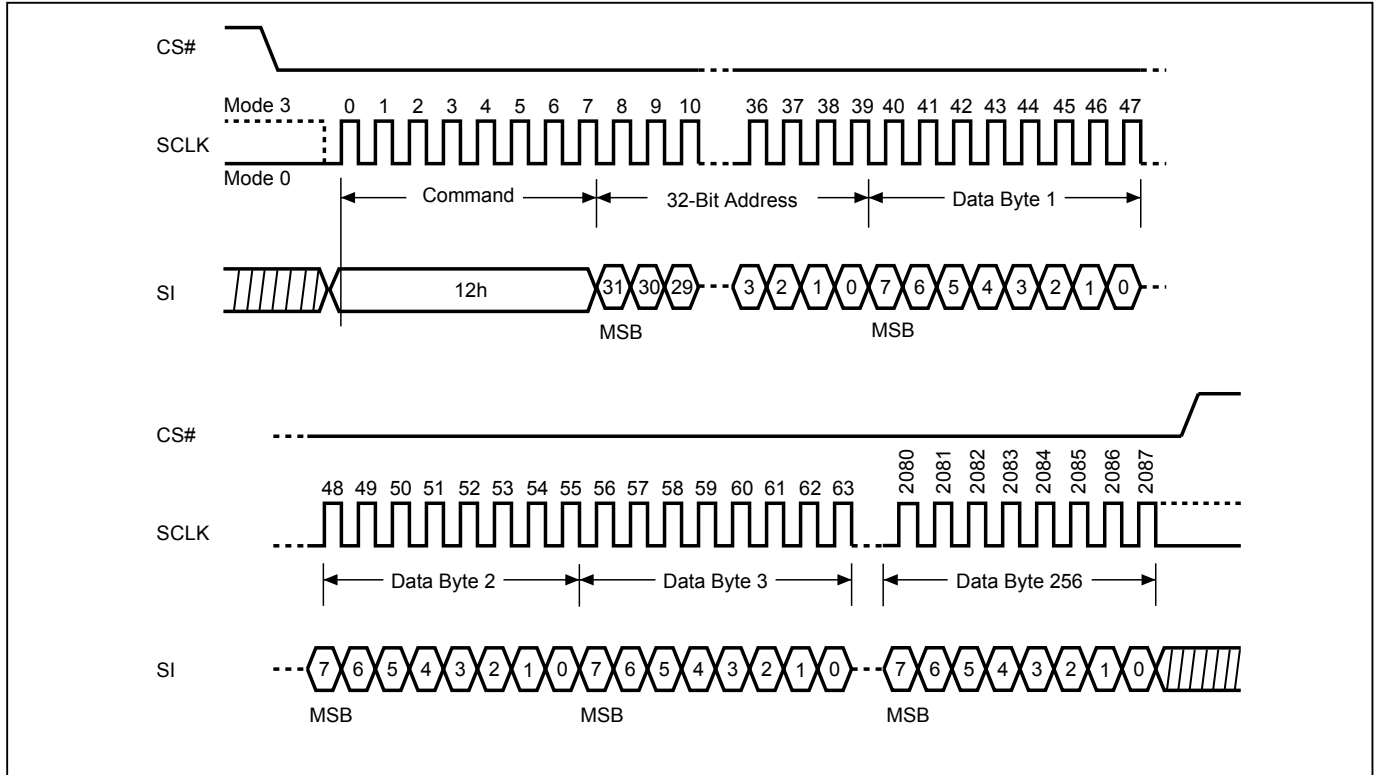 CS#
Mode 3 0 1 2 3 4 5 6 7 8 9 10 36 37 38 39 40 41 42 43 44 45 46 47
SCLK
Mode 0
Command 32-Bit Address Data Byte 1
SI 12h 31 30 29 3 2 1 0 7 6 5 4 3 2 1 0
MSB MSB
CS#
48 49 50 51 52 53 54 55 56 57 58 59 60 61 62 63 2080 2081 2082 2083 2084 2085 2086 2087
SCLK
Data Byte 2 Data Byte 3 Data Byte 256
SI 7 6 5 4 3 2 1 0 7 6 5 4 3 2 1 0 7 6 5 4 3 2 1 0
MSB MSB MSB